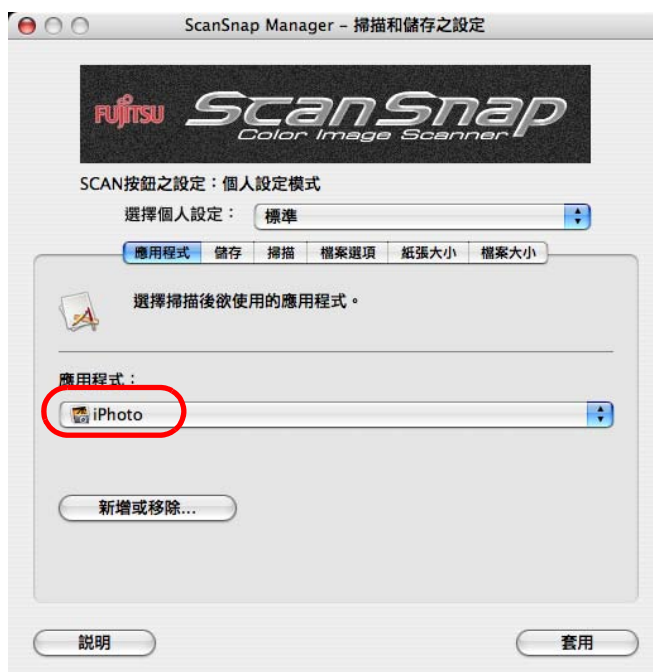 ScanSnap Manager – 掃描和儲存之設定
FUJITSU ScanSnap
Color Image Scanner
SCAN按鈕之設定：個人設定模式
選擇個人設定： 標準
應用程式 儲存 掃描 檔案選項 紙張大小 檔案大小
選擇掃描後欲使用的應用程式。
應用程式：
iPhoto
新增或移除...
說明 套用